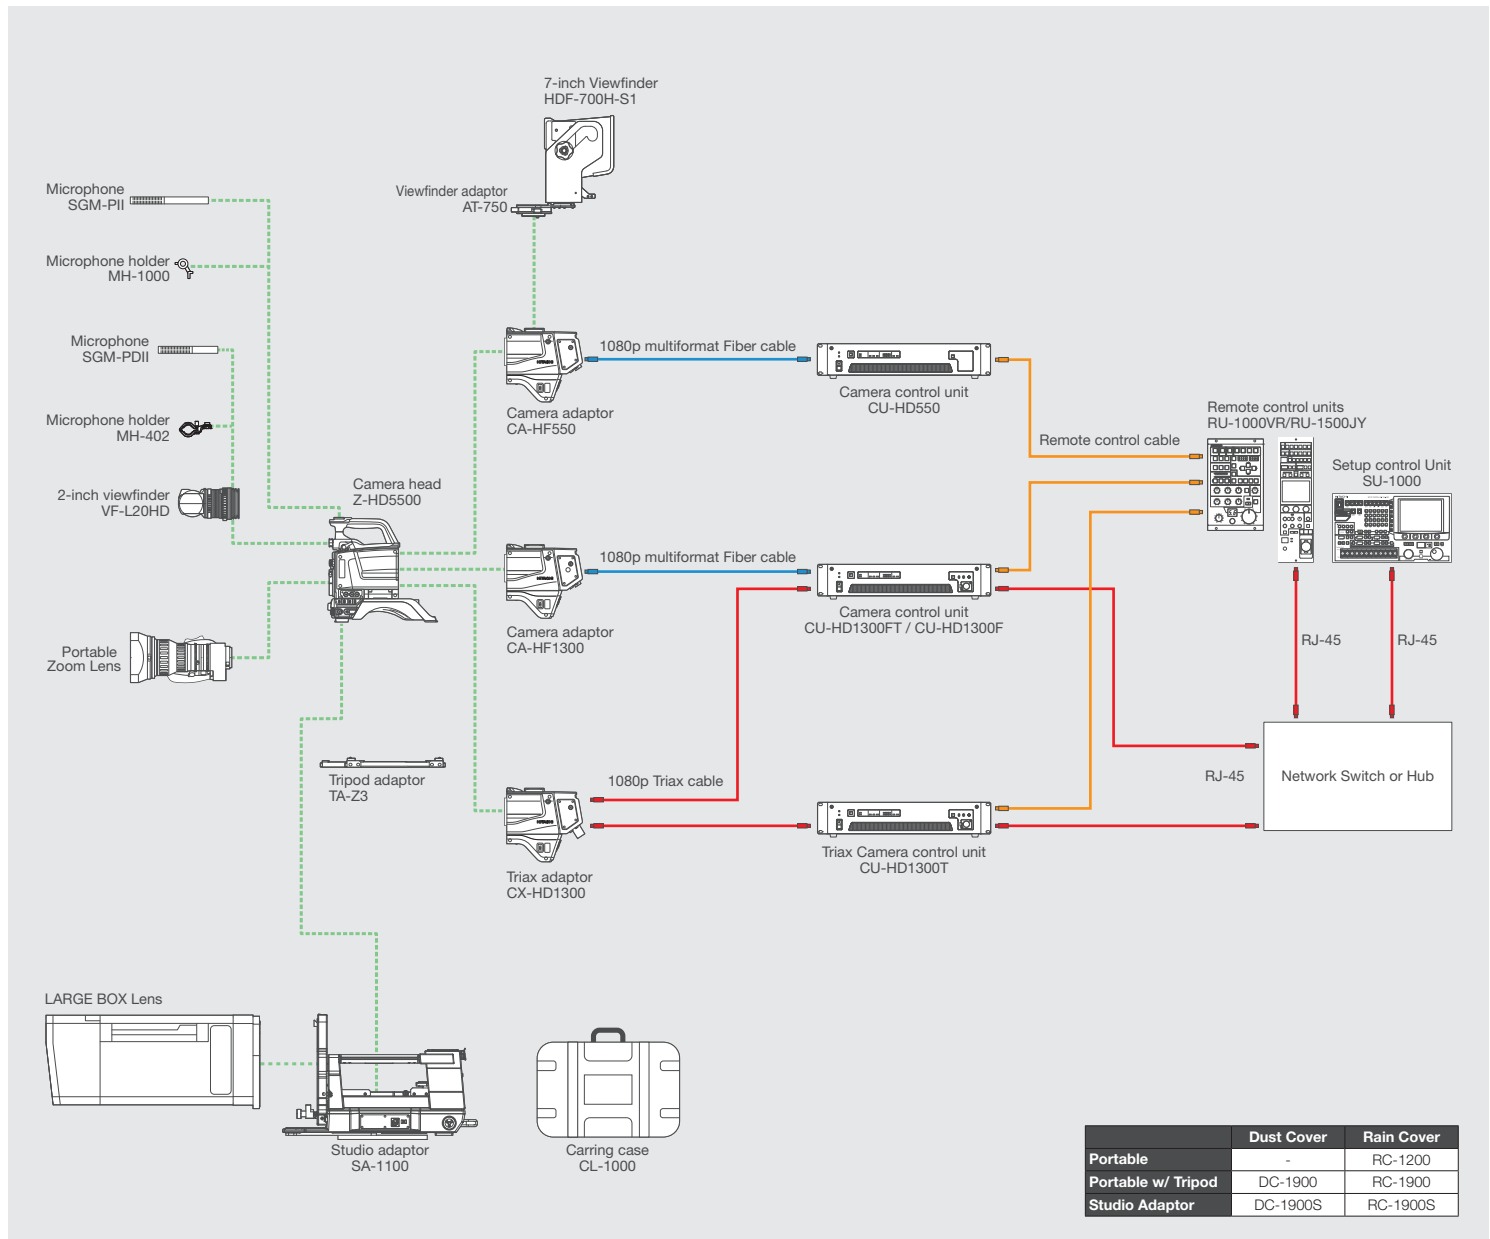 7-inch Viewfinder
HDF-700H-S1
Viewfinder adaptor
AT-750
Microphone
SGM-PII
Microphone holder
MH-1000
Microphone
SGM-PDII
Microphone holder
MH-402
2-inch viewfinder
VF-L20HD
Portable
Zoom Lens
Camera head
Z-HD5500
Camera adaptor
CA-HF550
1080p multiformat Fiber cable
Camera control unit
CU-HD550
Remote control cable
Remote control units
RU-1000VR/RU-1500JY
Setup control Unit
SU-1000
Camera adaptor
CA-HF1300
1080p multiformat Fiber cable
Camera control unit
CU-HD1300FT / CU-HD1300F
RJ-45
RJ-45
Tripod adaptor
TA-Z3
1080p Triax cable
Triax adaptor
CX-HD1300
Triax Camera control unit
CU-HD1300T
RJ-45
Network Switch or Hub
LARGE BOX Lens
Studio adaptor
SA-1100
Carring case
CL-1000
Dust Cover Rain Cover
Portable - RC-1200
Portable w/ Tripod DC-1900 RC-1900
Studio Adaptor DC-1900S RC-1900S